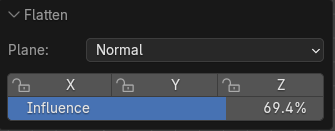 Flatten
Plane: Normal
X Y Z
Influence 69.4%